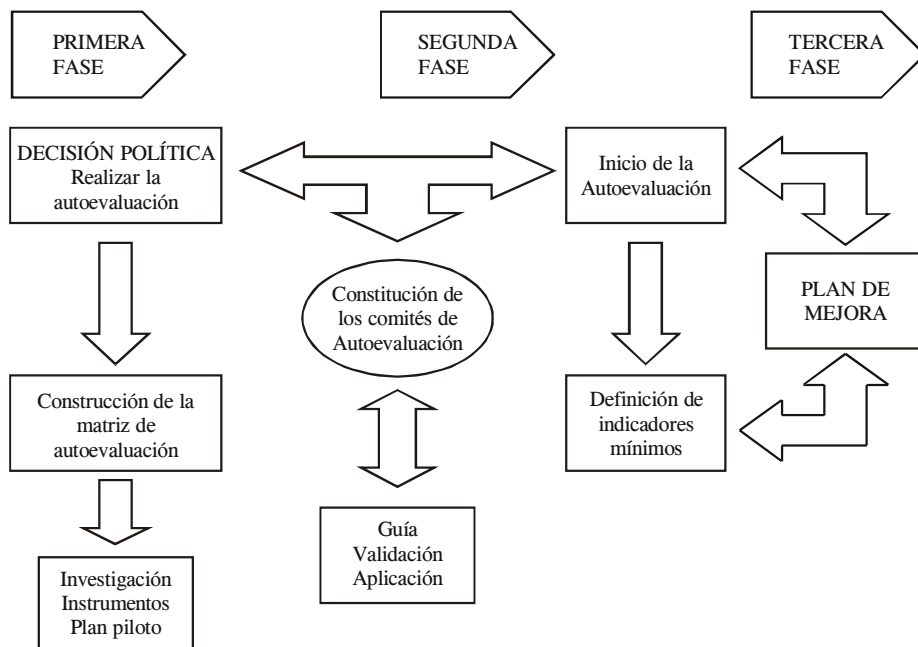 PRIMERA
FASE
SEGUNDA
FASE
TERCERA
FASE
DECISIÓN POLÍTICA
Realizar la
autoevaluación
Inicio de la
Autoevaluación
Constitución de
los comités de
Autoevaluación
PLAN DE
MEJORA
Construcción de la
matriz de
autoevaluación
Definición de
indicadores
mínimos
Guía
Validación
Aplicación
Investigación
Instrumentos
Plan piloto